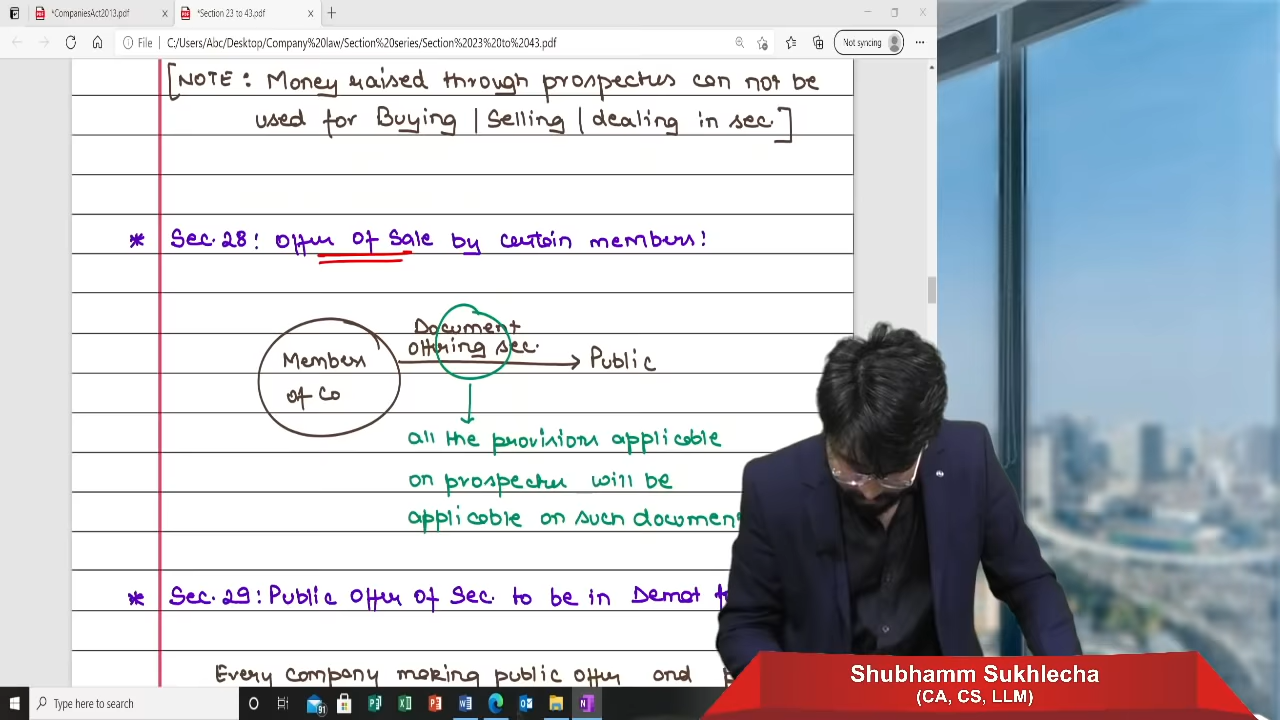 *CompaniesAct2013.pdf
*Section 23 to 43.pdf
File
C:/Users/Abc/Desktop/Company%20law/Section%20series/Section%2023%20to%2043.pdf
Not syncing
[NOTE: Money raised through prospectus can not be
used for Buying | Selling | dealing in sec.]
* Sec.28: Offer of Sale by certain members:
Document
offering sec.
Members
of Co
Public
all the provisions applicable
on prospectus will be
applicable on such document
* Sec.29: Public Offer Of Sec. to be in Demat
Every company making public offer and
Shubhamm Sukhlecha
(CA, CS, LLM)
Type here to search
91